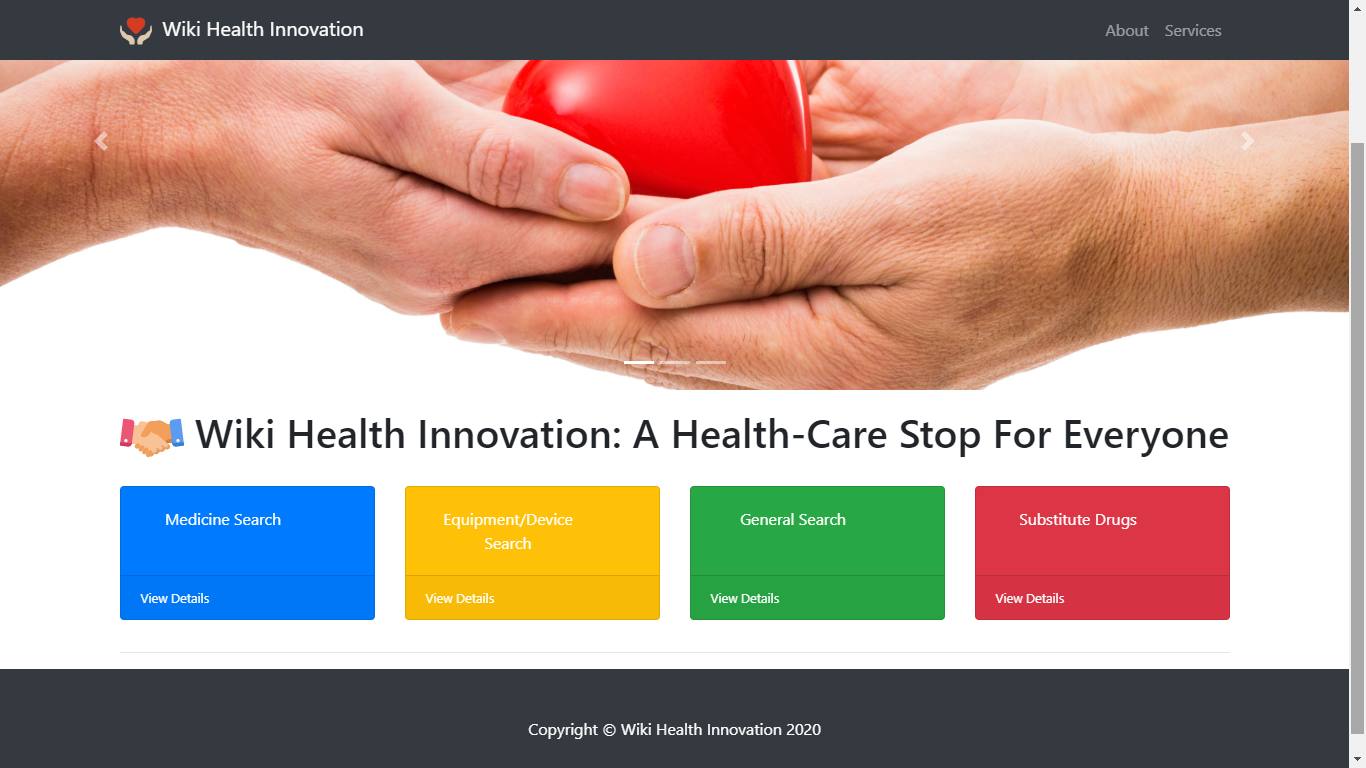 Wiki Health Innovation
About Services
Wiki Health Innovation: A Health-Care Stop For Everyone
Medicine Search
View Details
Equipment/Device
Search
View Details
General Search
View Details
Substitute Drugs
View Details
Copyright © Wiki Health Innovation 2020